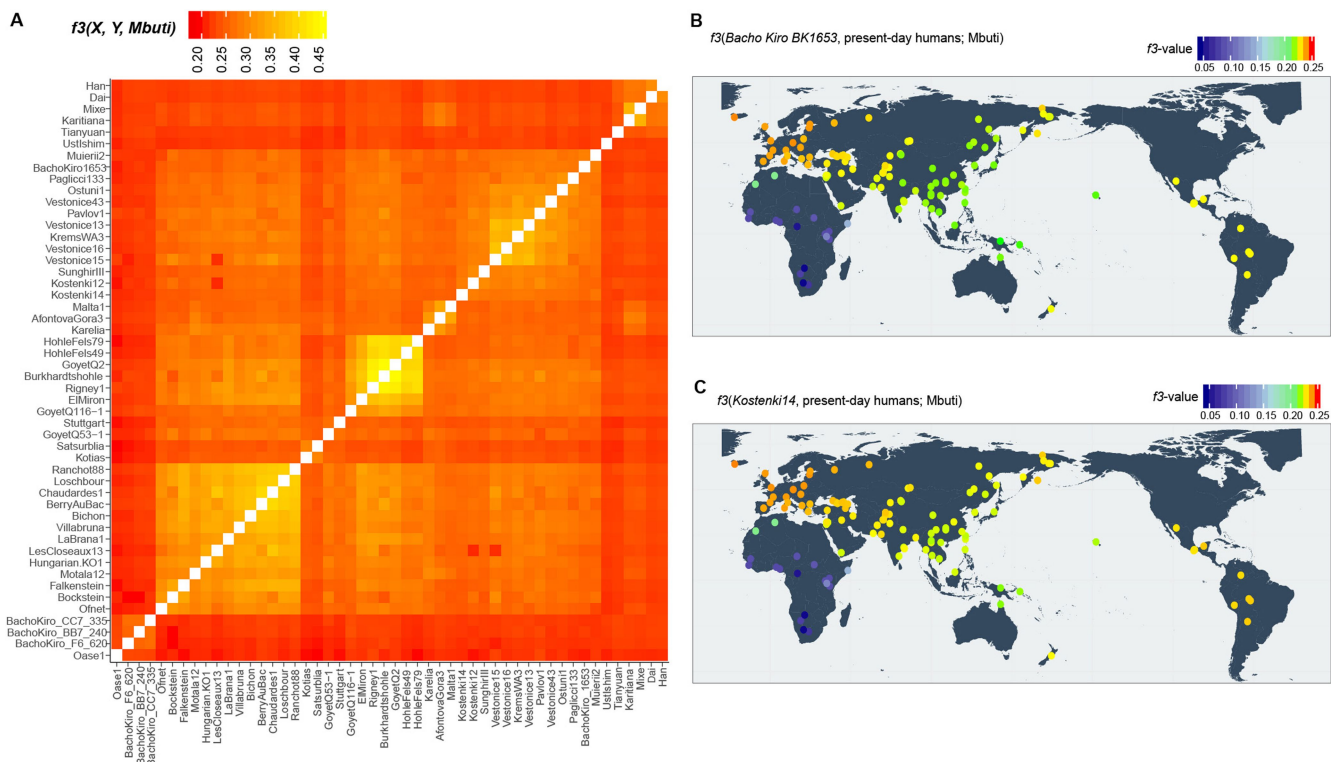 A
f3(X, Y, Mbuti)
0.20
0.25
0.30
0.35
0.40
0.45
Han
Dai
Mixe
Karitiana
Tianyuan
UstIshim
Muierii2
BachoKiro1653
Paglicci133
Ostuni1
Vestonice43
Pavlov1
Vestonice13
KremsWA3
Vestonice16
Vestonice15
SunghirIII
Kostenki12
Kostenki14
Malta1
AfontovaGora3
Karelia
HohleFels79
HohleFels49
GoyetQ2
Burkhardtshohle
Rigney1
ElMiron
GoyetQ116-1
Stuttgart
GoyetQ53-1
Satsurblia
Kotias
Ranchot88
Loschbour
Chaudardes1
BerryAuBac
Bichon
Villabruna
LaBrana1
LesCloseaux13
Hungarian.KO1
Motala12
Falkenstein
Bockstein
Ofnet
BachoKiro_CC7_335
BachoKiro_BB7_240
BachoKiro_F6_620
Oase1
Oase1
BachoKiro_F6_620
BachoKiro_BB7_240
BachoKiro_CC7_335
Ofnet
Bockstein
Falkenstein
Motala12
Hungarian.KO1
LesCloseaux13
LaBrana1
Villabruna
Bichon
BerryAuBac
Chaudardes1
Loschbour
Ranchot88
Kotias
Satsurblia
GoyetQ53-1
Stuttgart
GoyetQ116-1
ElMiron
Rigney1
Burkhardtshohle
GoyetQ2
HohleFels49
HohleFels79
Karelia
AfontovaGora3
Malta1
Kostenki14
Kostenki12
SunghirIII
Vestonice15
Vestonice16
KremsWA3
Vestonice13
Pavlov1
Vestonice43
Ostuni1
Paglicci133
BachoKiro_1653
Muierii2
UstIshim
Tianyuan
Karitiana
Mixe
Dai
Han
B
f3(Bacho Kiro BK1653, present-day humans; Mbuti)
f3-value
0.05 0.10 0.15 0.20 0.25
C
f3(Kostenki14, present-day humans; Mbuti)
f3-value
0.05 0.10 0.15 0.20 0.25